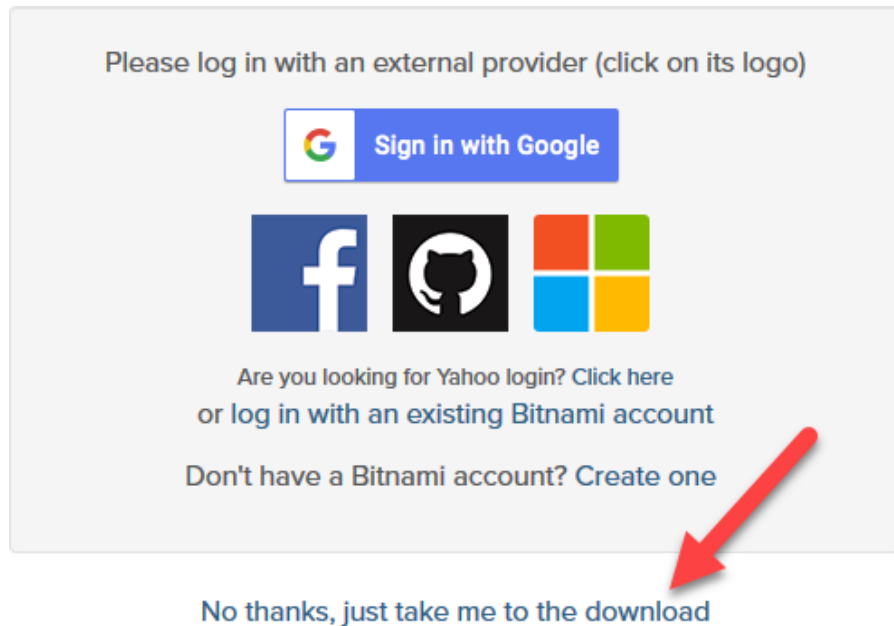 Please log in with an external provider (click on its logo)
Sign in with Google
Are you looking for Yahoo login? Click here
or log in with an existing Bitnami account
Don't have a Bitnami account? Create one
No thanks, just take me to the download